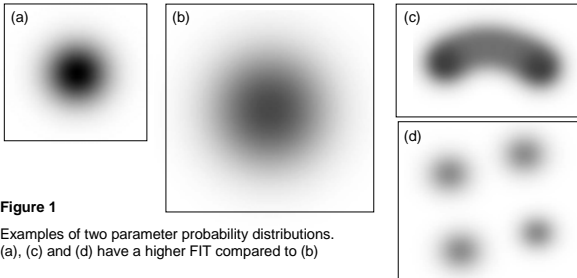 (a)
(b)
(c)
(d)
Figure 1
Examples of two parameter probability distributions.
(a), (c) and (d) have a higher FIT compared to (b)